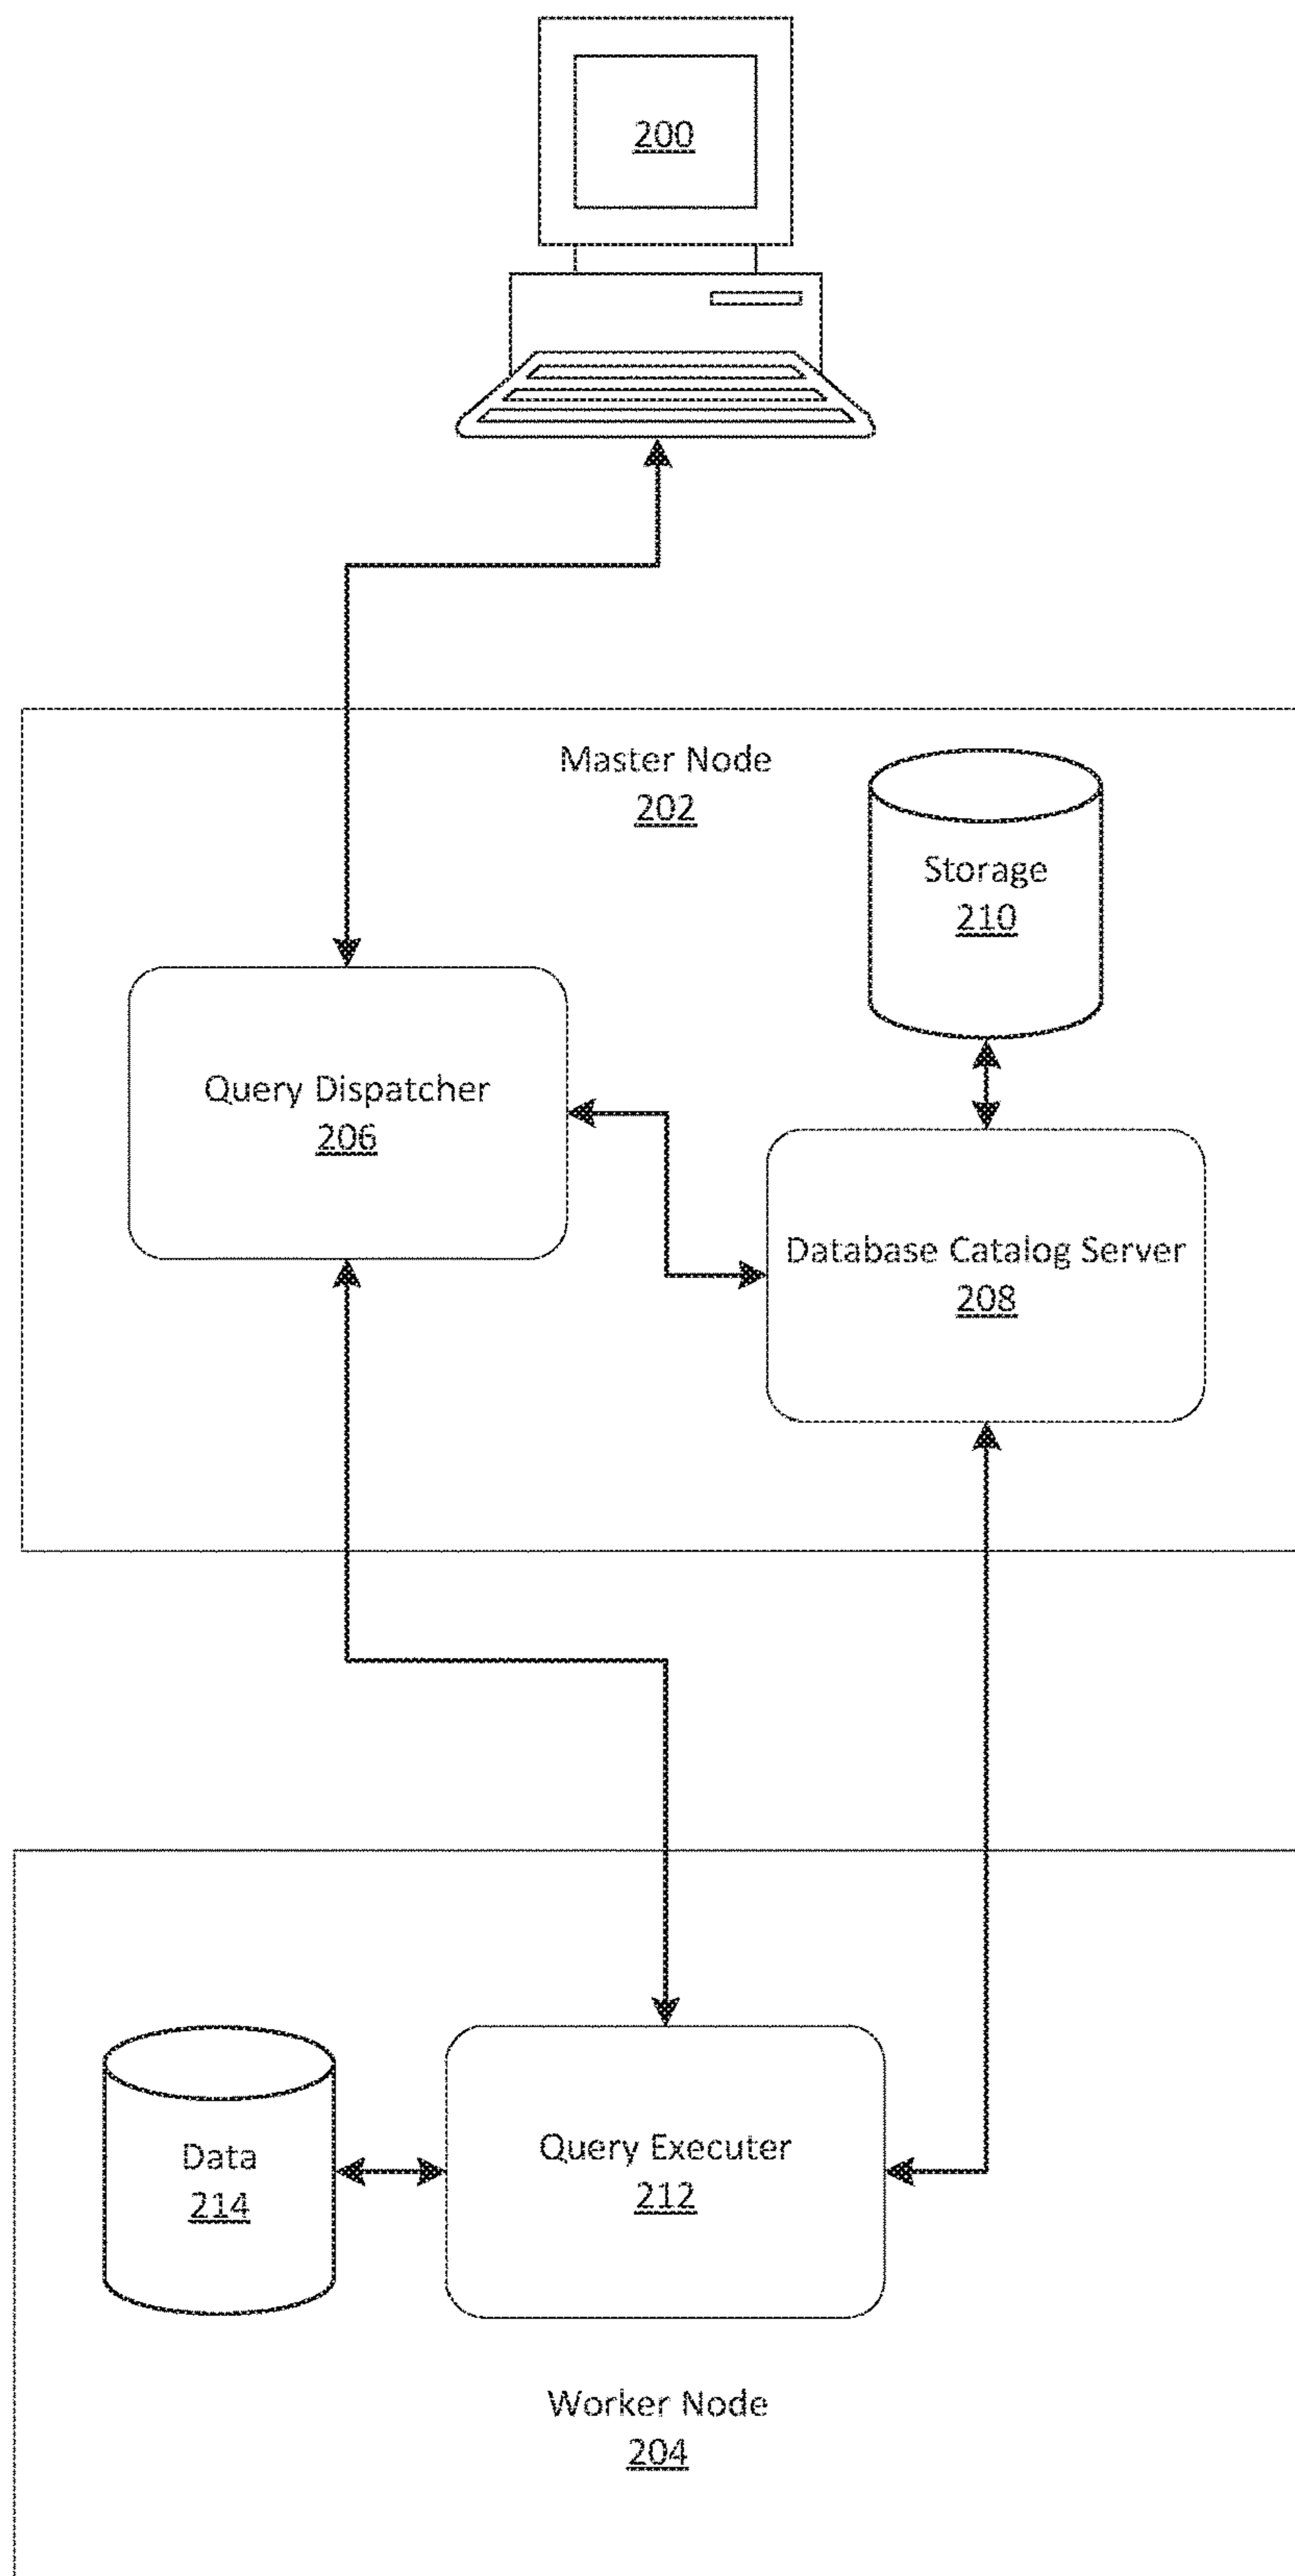 200
Master Node
202
Storage
210
Query Dispatcher
206
Database Catalog Server
208
Data
214
Query Executer
212
Worker Node
204